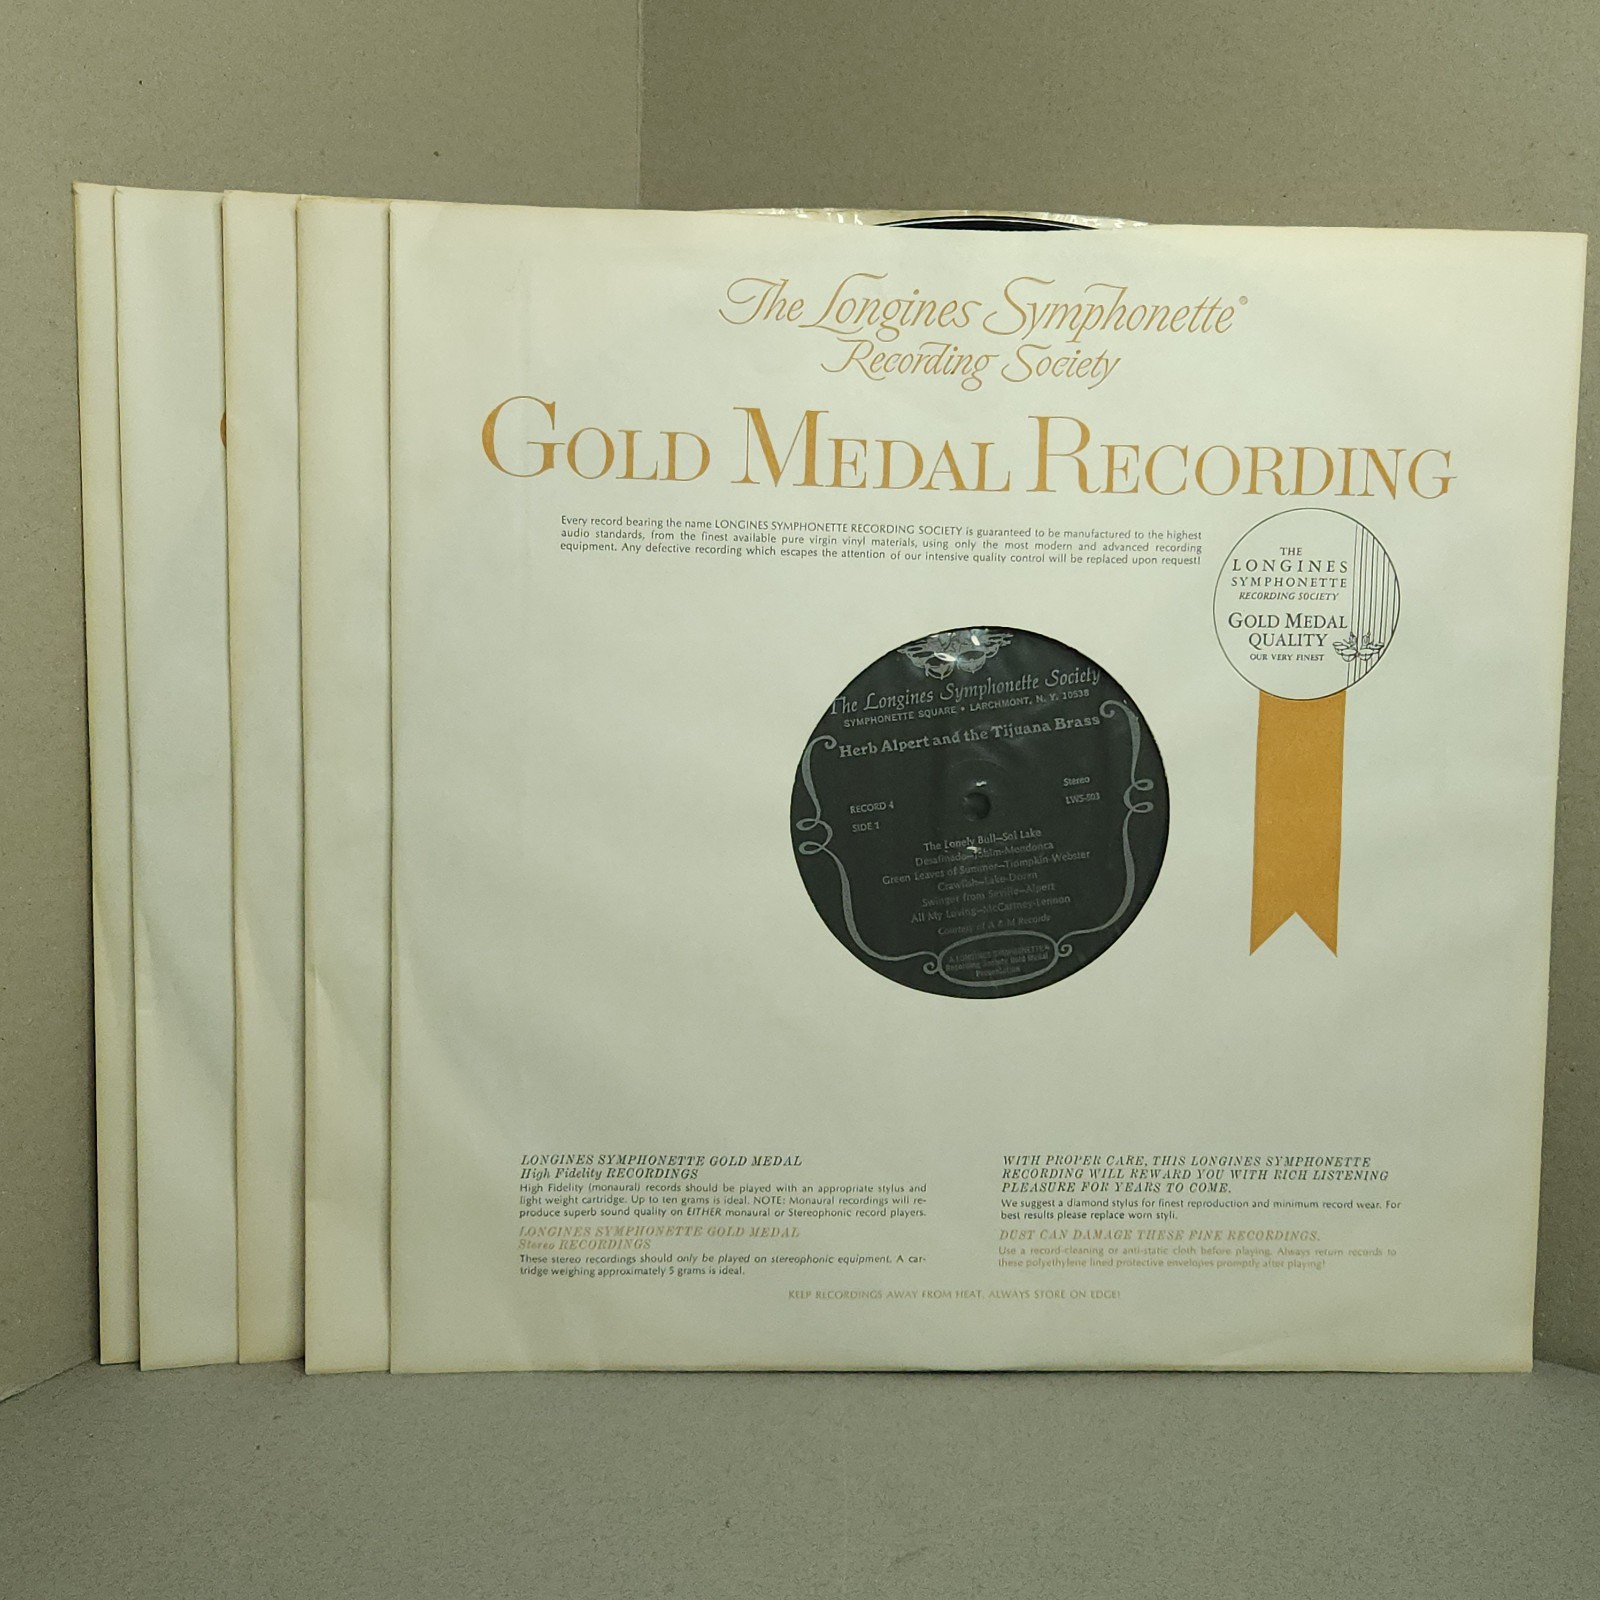 The Longines Symphonette®
Recording Society
GOLD MEDAL RECORDING
Every record bearing the name LONGINES SYMPHONETTE RECORDING SOCIETY is guaranteed to be manufactured to the highest
audio standards, from the finest available pure virgin vinyl materials, using only the most modern and advanced recording
equipment. Any defective recording which escapes the attention of our intensive quality control will be replaced upon request!
THE
LONGINES
SYMPHONETTE
RECORDING SOCIETY
GOLD MEDAL
QUALITY
OUR VERY FINEST
The Longines Symphonette Society
SYMPHONETTE SQUARE • LARCHMONT, N. Y. 10538
Herb Alpert and the Tijuana Brass
Stereo
RECORD 4
LWS-503
SIDE 1
The Lonely Bull—Sol Lake
Desafinado—Jobim-Mendonca
Green Leaves of Summer—Tiompkin-Webster
Crawfish—Lake-Dorrn
Swinger from Seville—Alpert
All My Loving—McCartney-Lennon
Courtesy of A & M Records
A LONGINES SYMPHONETTE
Recording Society Gold Medal
Presentation
LONGINES SYMPHONETTE GOLD MEDAL
High Fidelity RECORDINGS
High Fidelity (monaural) records should be played with an appropriate stylus and
light weight cartridge. Up to ten grams is ideal. NOTE: Monaural recordings will re-
produce superb sound quality on EITHER monaural or Stereophonic record players.
LONGINES SYMPHONETTE GOLD MEDAL
Stereo RECORDINGS
These stereo recordings should only be played on stereophonic equipment. A car-
tridge weighing approximately 5 grams is ideal.
WITH PROPER CARE, THIS LONGINES SYMPHONETTE
RECORDING WILL REWARD YOU WITH RICH LISTENING
PLEASURE FOR YEARS TO COME.
We suggest a diamond stylus for finest reproduction and minimum record wear. For
best results please replace worn styli.
DUST CAN DAMAGE THESE FINE RECORDINGS.
Use a record-cleaning or anti-static cloth before playing. Always return records to
these polyethylene lined protective envelopes promptly after playing!
KEEP RECORDINGS AWAY FROM HEAT, ALWAYS STORE ON EDGE!